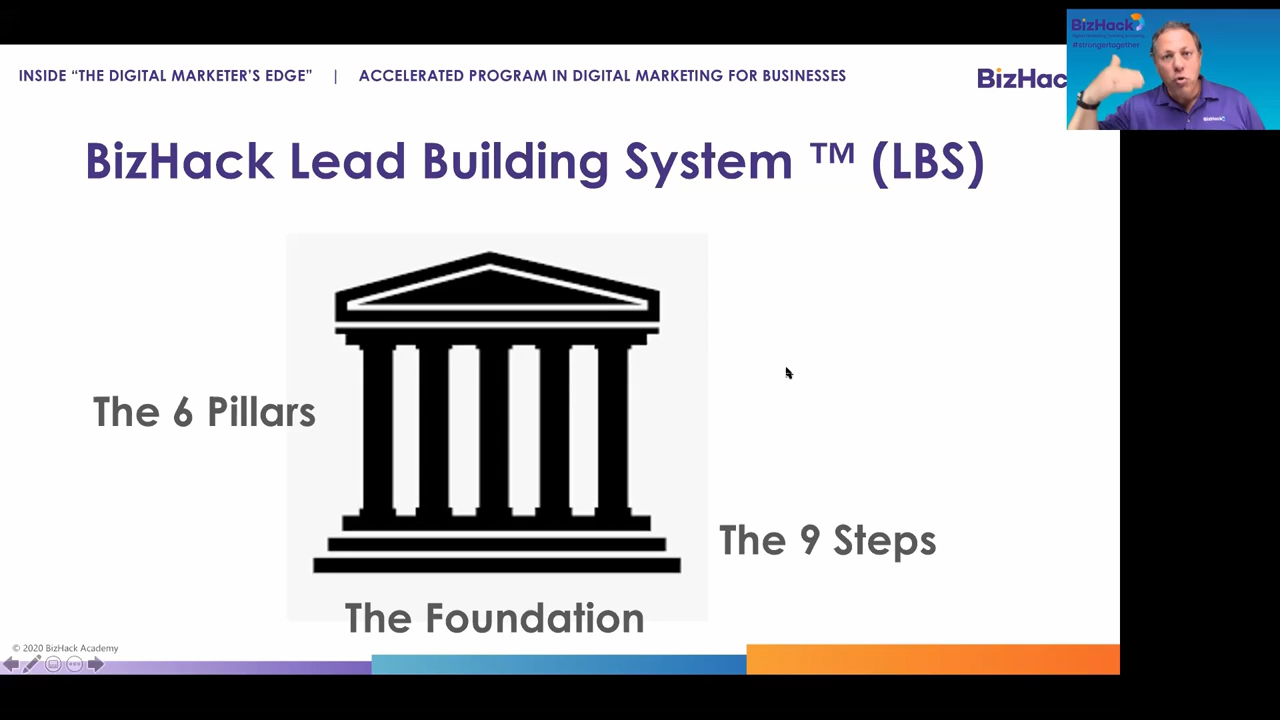 INSIDE “THE DIGITAL MARKETER’S EDGE” | ACCELERATED PROGRAM IN DIGITAL MARKETING FOR BUSINESSES
BizHac
BizHack
#strongertogether
BizHack
BizHack Lead Building System ™ (LBS)
The 6 Pillars
The 9 Steps
The Foundation
© 2020 BizHack Academy